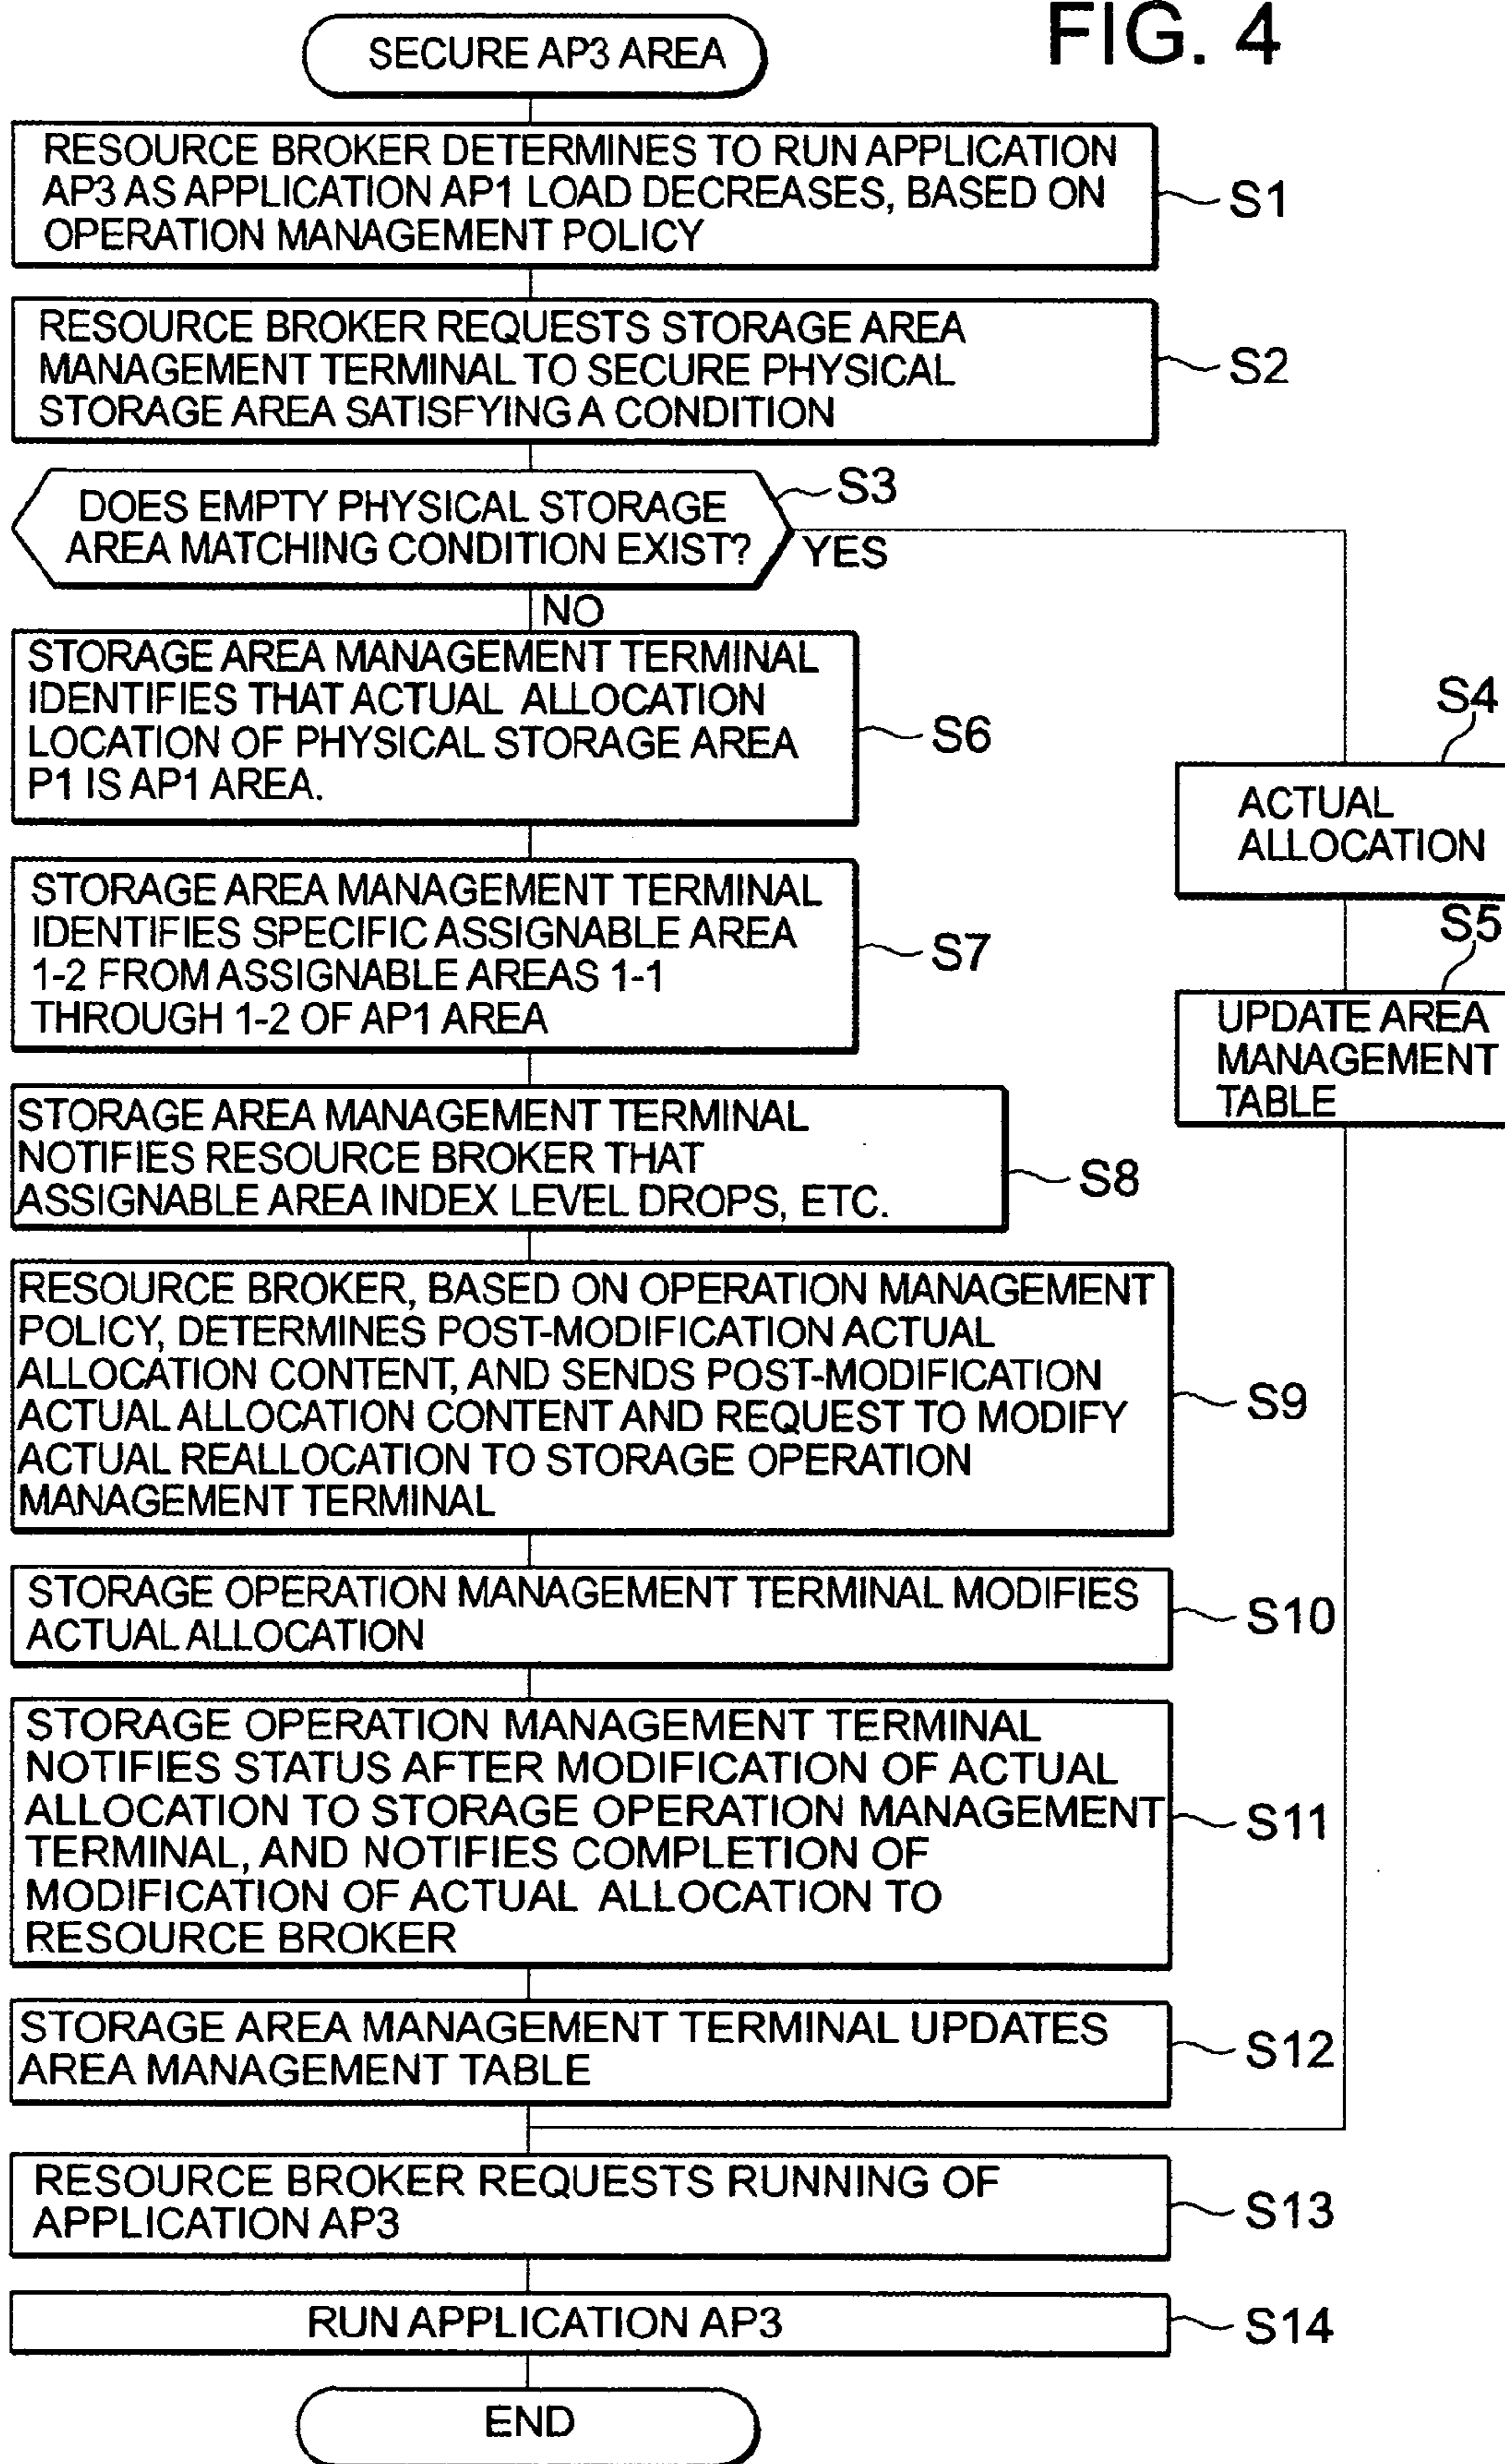 FIG. 4
SECURE AP3 AREA
RESOURCE BROKER DETERMINES TO RUN APPLICATION
AP3 AS APPLICATION AP1 LOAD DECREASES, BASED ON
OPERATION MANAGEMENT POLICY
S1
RESOURCE BROKER REQUESTS STORAGE AREA
MANAGEMENT TERMINAL TO SECURE PHYSICAL
STORAGE AREA SATISFYING A CONDITION
S2
DOES EMPTY PHYSICAL STORAGE
AREA MATCHING CONDITION EXIST?
S3
YES
NO
STORAGE AREA MANAGEMENT TERMINAL
IDENTIFIES THAT ACTUAL ALLOCATION
LOCATION OF PHYSICAL STORAGE AREA
P1 IS AP1 AREA.
S6
S4
ACTUAL
ALLOCATION
STORAGE AREA MANAGEMENT TERMINAL
IDENTIFIES SPECIFIC ASSIGNABLE AREA
1-2 FROM ASSIGNABLE AREAS 1-1
THROUGH 1-2 OF AP1 AREA
S7
S5
UPDATE AREA
MANAGEMENT
TABLE
STORAGE AREA MANAGEMENT TERMINAL
NOTIFIES RESOURCE BROKER THAT
ASSIGNABLE AREA INDEX LEVEL DROPS, ETC.
S8
RESOURCE BROKER, BASED ON OPERATION MANAGEMENT
POLICY, DETERMINES POST-MODIFICATION ACTUAL
ALLOCATION CONTENT, AND SENDS POST-MODIFICATION
ACTUAL ALLOCATION CONTENT AND REQUEST TO MODIFY
ACTUAL REALLOCATION TO STORAGE OPERATION
MANAGEMENT TERMINAL
S9
STORAGE OPERATION MANAGEMENT TERMINAL MODIFIES
ACTUAL ALLOCATION
S10
STORAGE OPERATION MANAGEMENT TERMINAL
NOTIFIES STATUS AFTER MODIFICATION OF ACTUAL
ALLOCATION TO STORAGE OPERATION MANAGEMENT
TERMINAL, AND NOTIFIES COMPLETION OF
MODIFICATION OF ACTUAL ALLOCATION TO
RESOURCE BROKER
S11
STORAGE AREA MANAGEMENT TERMINAL UPDATES
AREA MANAGEMENT TABLE
S12
RESOURCE BROKER REQUESTS RUNNING OF
APPLICATION AP3
S13
RUN APPLICATION AP3
S14
END